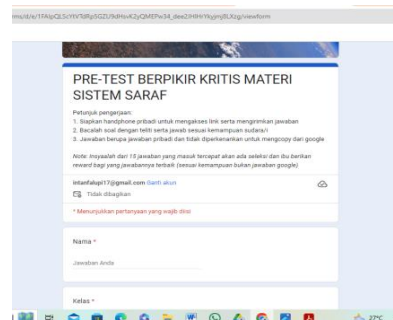 PRE-TEST BERPIKIR KRITIS MATERI
SISTEM SARAF
Petunjuk pengerjaan:
1. Siapkan handphone pribadi untuk mengakses link serta mengirimkan jawaban
2. Bacalah soal dengan teliti serta jawab sesuai kemampuan sudara/i
3. Jawaban berupa jawaban pribadi dan tidak diperkenankan untuk mengcopy dari google
Note: Insyaalah dari 15 jawaban yang masuk tercepat akan ada seleksi dan ibu berikan
reward bagi yang jawabannya terbaik (sesuai kemampuan bukan jawaban google)
intanfalupi17@gmail.com Ganti akun
Tidak dibagikan
* Menunjukkan pertanyaan yang wajib diisi
Nama *
Jawaban Anda
Kelas *
27°C